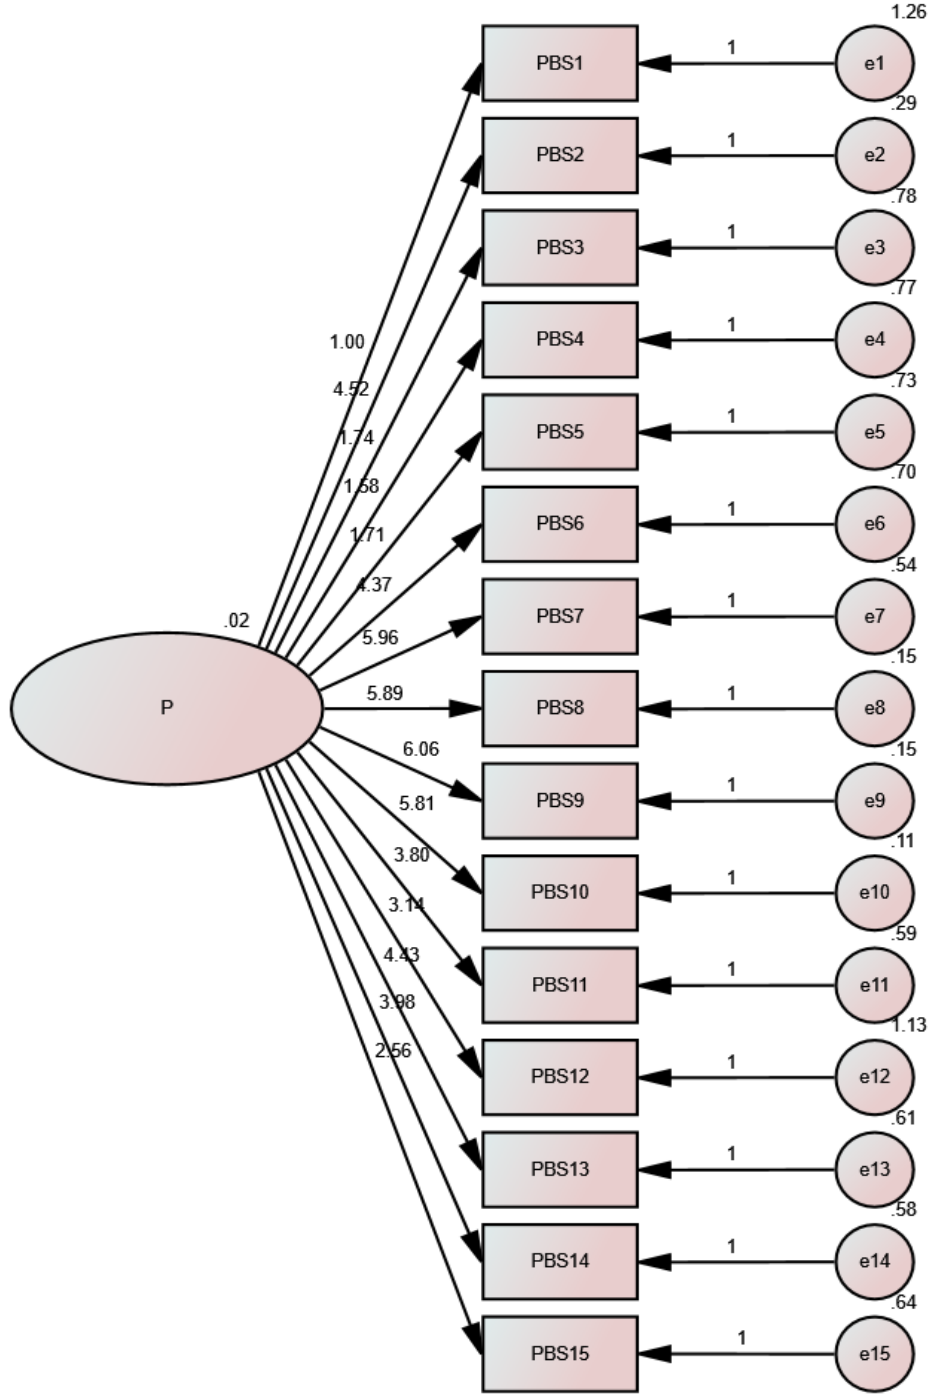 1.26
PBS1
1
e1
.29
PBS2
1
e2
.78
PBS3
1
e3
.77
PBS4
1
e4
.73
PBS5
1
e5
.70
PBS6
1
e6
.54
PBS7
1
e7
.15
PBS8
1
e8
.15
PBS9
1
e9
.11
PBS10
1
e10
.59
PBS11
1
e11
1.13
PBS12
1
e12
.61
PBS13
1
e13
.58
PBS14
1
e14
.64
PBS15
1
e15
1.00
4.52
1.74
1.58
1.71
4.37
5.96
5.89
6.06
5.81
3.80
3.14
4.43
3.98
2.56
.02
P